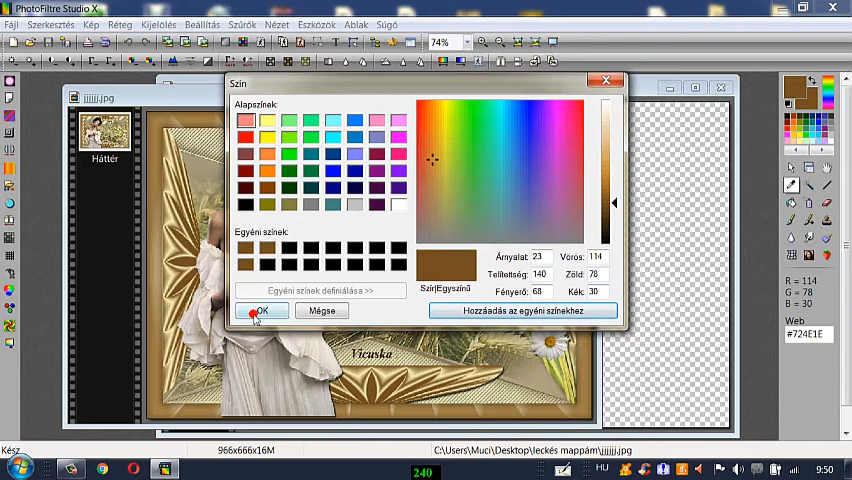 PhotoFiltre Studio X
Fájl Szerkesztés Kép Réteg Kijelölés Beállítás Szűrők Nézet Eszközök Ablak Súgó
74%
jjjjjjj.jpg
Háttér
Szín
Alapszínek:
Egyéni színek:
Egyéni színek definiálása >>
OK
Mégse
Szín|Egyszínű
Árnyalat: 23
Telítettség: 140
Fényerő: 68
Vörös: 114
Zöld: 78
Kék: 30
Hozzáadás az egyéni színekhez
Vicuska
R = 114
G = 78
B = 30
Web
#724E1E
Kész
966x666x16M
C:\Users\Muci\Desktop\leckés mappám\jjjjjjj.jpg
240
HU
9:50